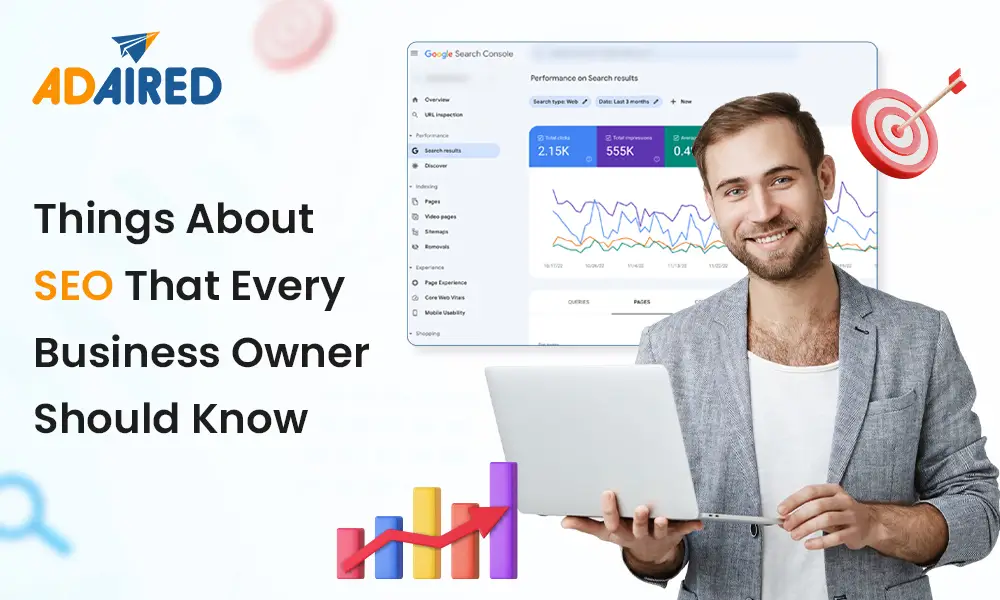 ADAIRED
Things About
SEO That Every
Business Owner
Should Know
Google Search Console
Performance on Search results
Search type: Web
Date: Last 3 months
+ New
Overview
URL inspection
Performance
Search results
Discover
Indexing
Pages
Video pages
Sitemaps
Removals
Experience
Page Experience
Core Web Vitals
Mobile Usability
Shopping
Total clicks
2.15K
Total impressions
555K
QUERIES
PAGES